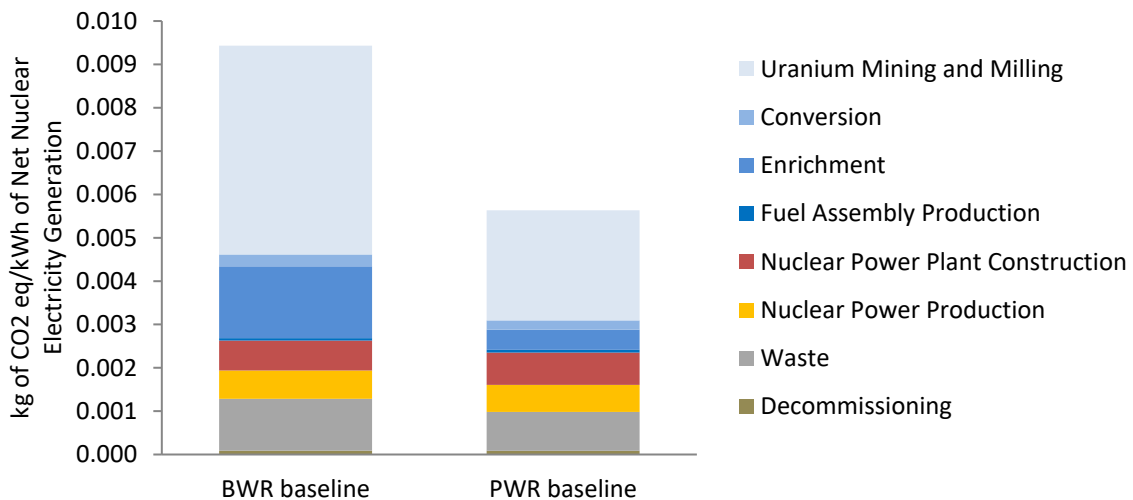 kg of CO2 eq/kWh of Net Nuclear
Electricity Generation
0.010
0.009
0.008
0.007
0.006
0.005
0.004
0.003
0.002
0.001
0.000
BWR baseline
PWR baseline
Uranium Mining and Milling
Conversion
Enrichment
Fuel Assembly Production
Nuclear Power Plant Construction
Nuclear Power Production
Waste
Decommissioning